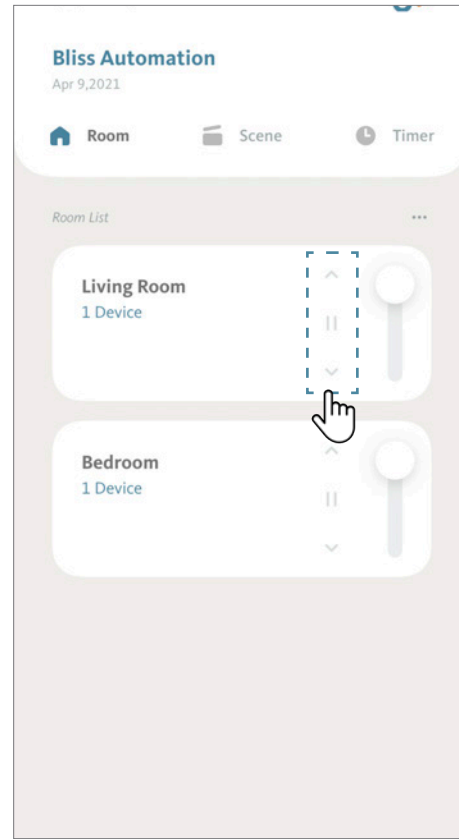 Bliss Automation
Apr 9,2021
Room Scene Timer
Room List
Living Room
1 Device
Bedroom
1 Device